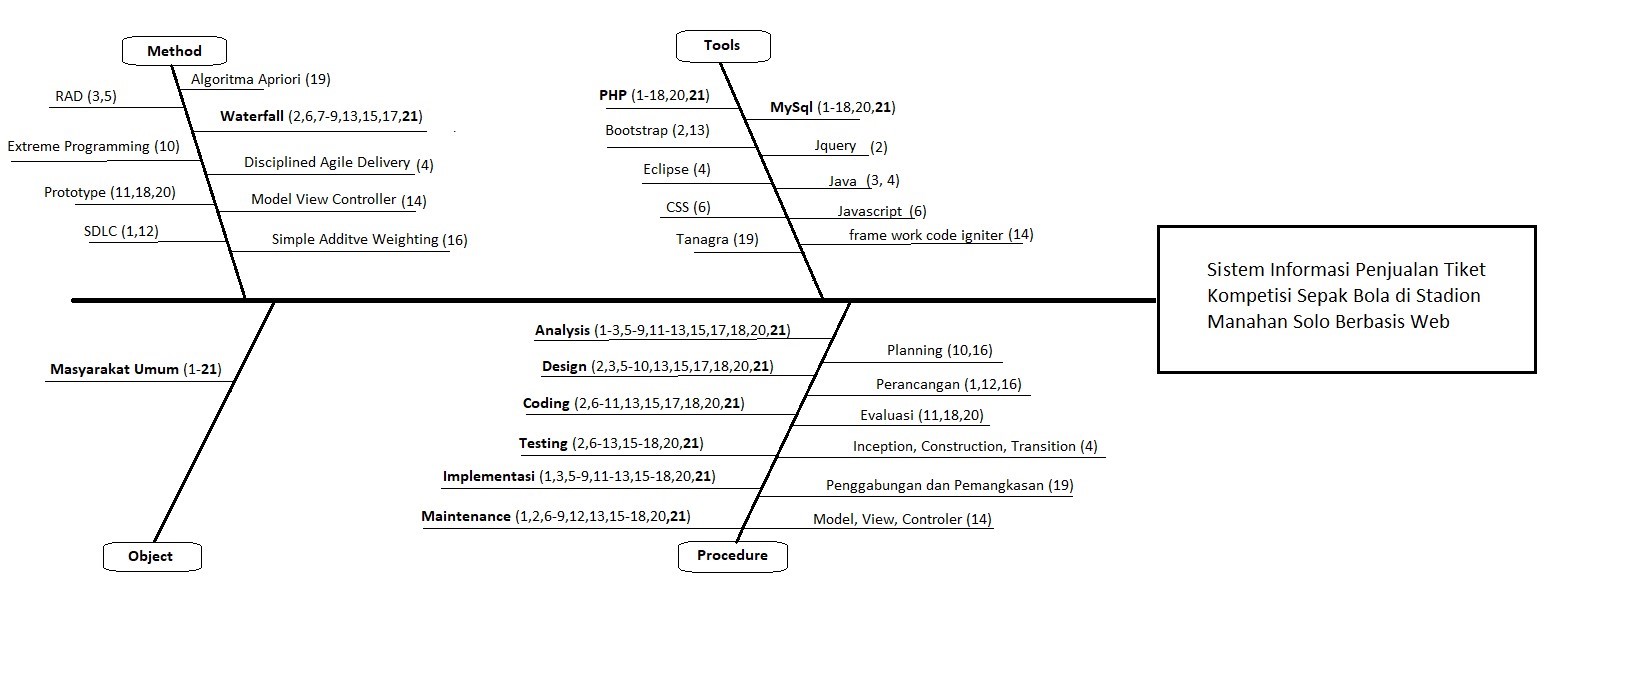 Method
Algoritma Apriori (19)
RAD (3,5)
Waterfall (2,6,7-9,13,15,17,21)
Extreme Programming (10)
Disciplined Agile Delivery (4)
Prototype (11,18,20)
Model View Controller (14)
SDLC (1,12)
Simple Additve Weighting (16)
Tools
PHP (1-18,20,21)
MySql (1-18,20,21)
Bootstrap (2,13)
Jquery (2)
Eclipse (4)
Java (3, 4)
CSS (6)
Javascript (6)
Tanagra (19)
frame work code igniter (14)
Sistem Informasi Penjualan Tiket
Kompetisi Sepak Bola di Stadion
Manahan Solo Berbasis Web
Masyarakat Umum (1-21)
Object
Analysis (1-3,5-9,11-13,15,17,18,20,21)
Planning (10,16)
Design (2,3,5-10,13,15,17,18,20,21)
Perancangan (1,12,16)
Coding (2,6-11,13,15,17,18,20,21)
Evaluasi (11,18,20)
Testing (2,6-13,15-18,20,21)
Inception, Construction, Transition (4)
Implementasi (1,3,5-9,11-13,15-18,20,21)
Penggabungan dan Pemangkasan (19)
Maintenance (1,2,6-9,12,13,15-18,20,21)
Model, View, Controler (14)
Procedure